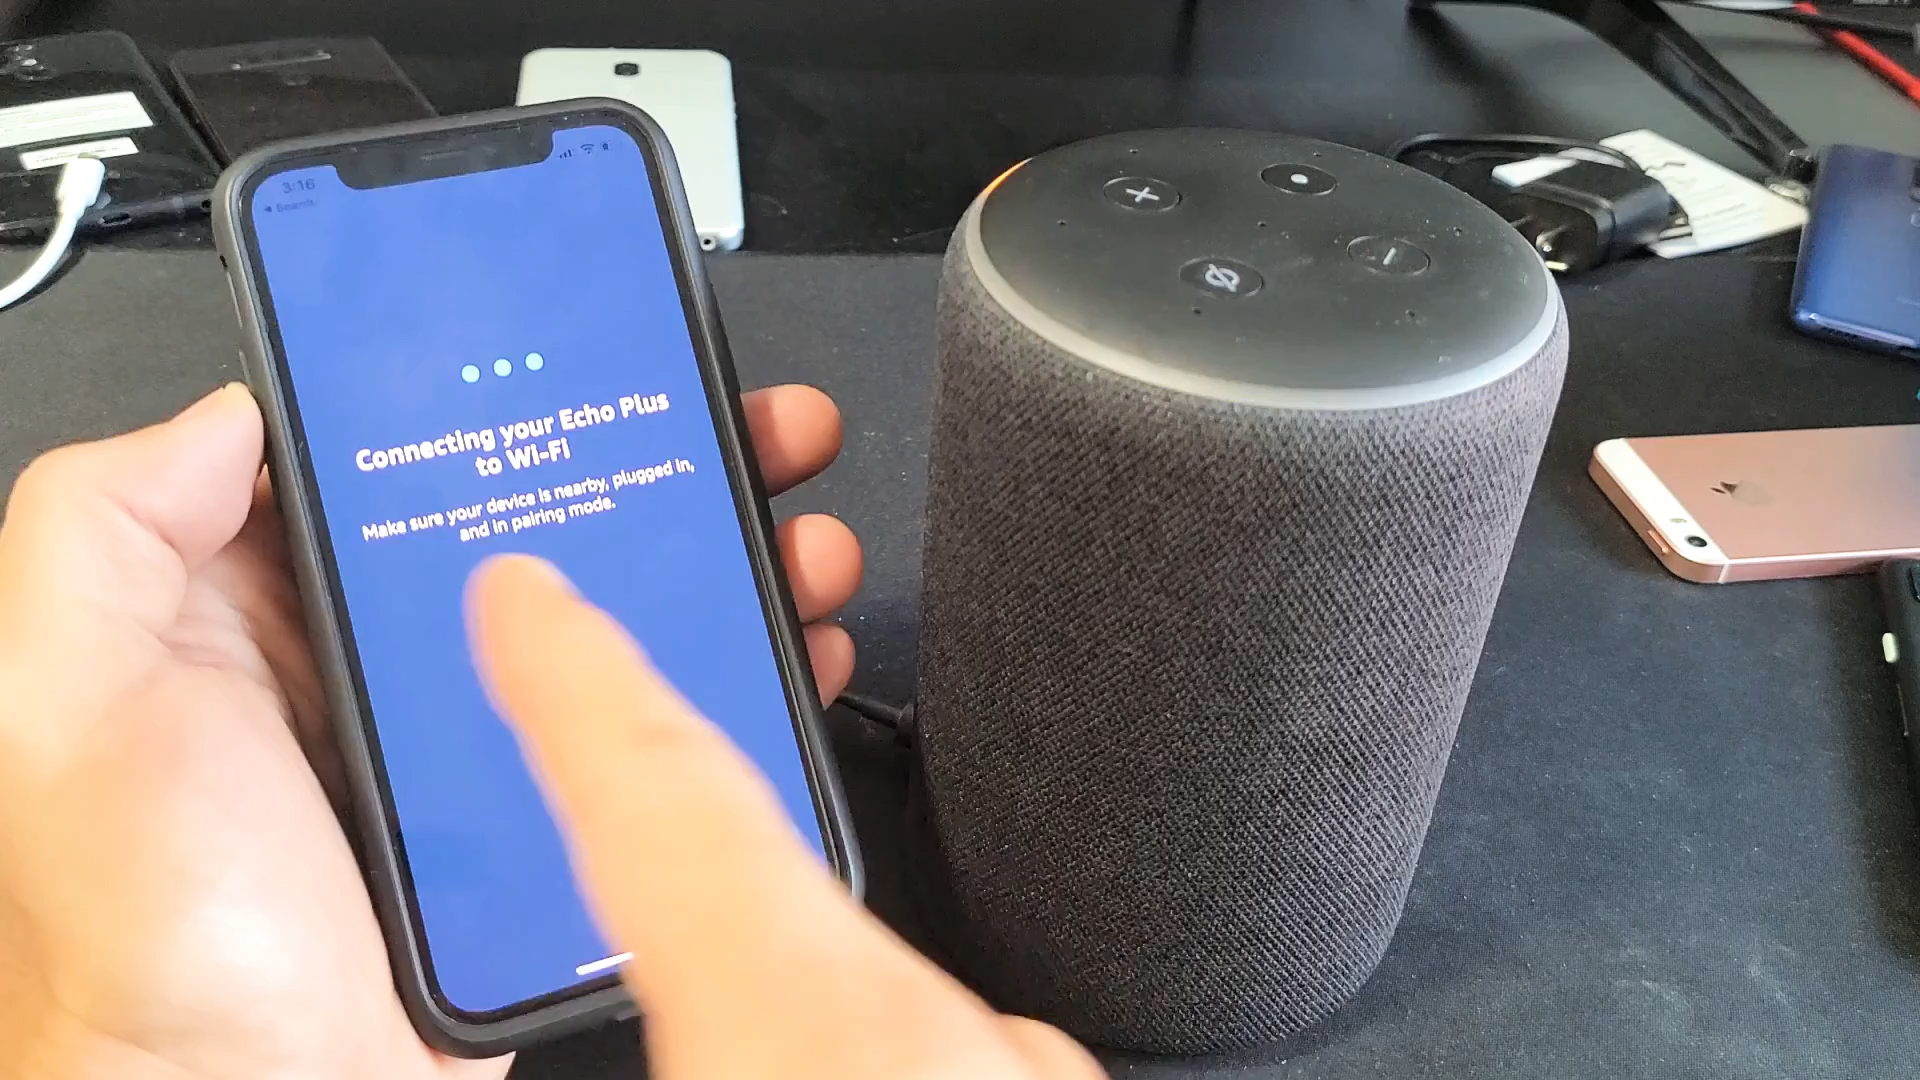 3:16
Search
Connecting your Echo Plus
to Wi-Fi
Make sure your device is nearby, plugged in,
and in pairing mode.